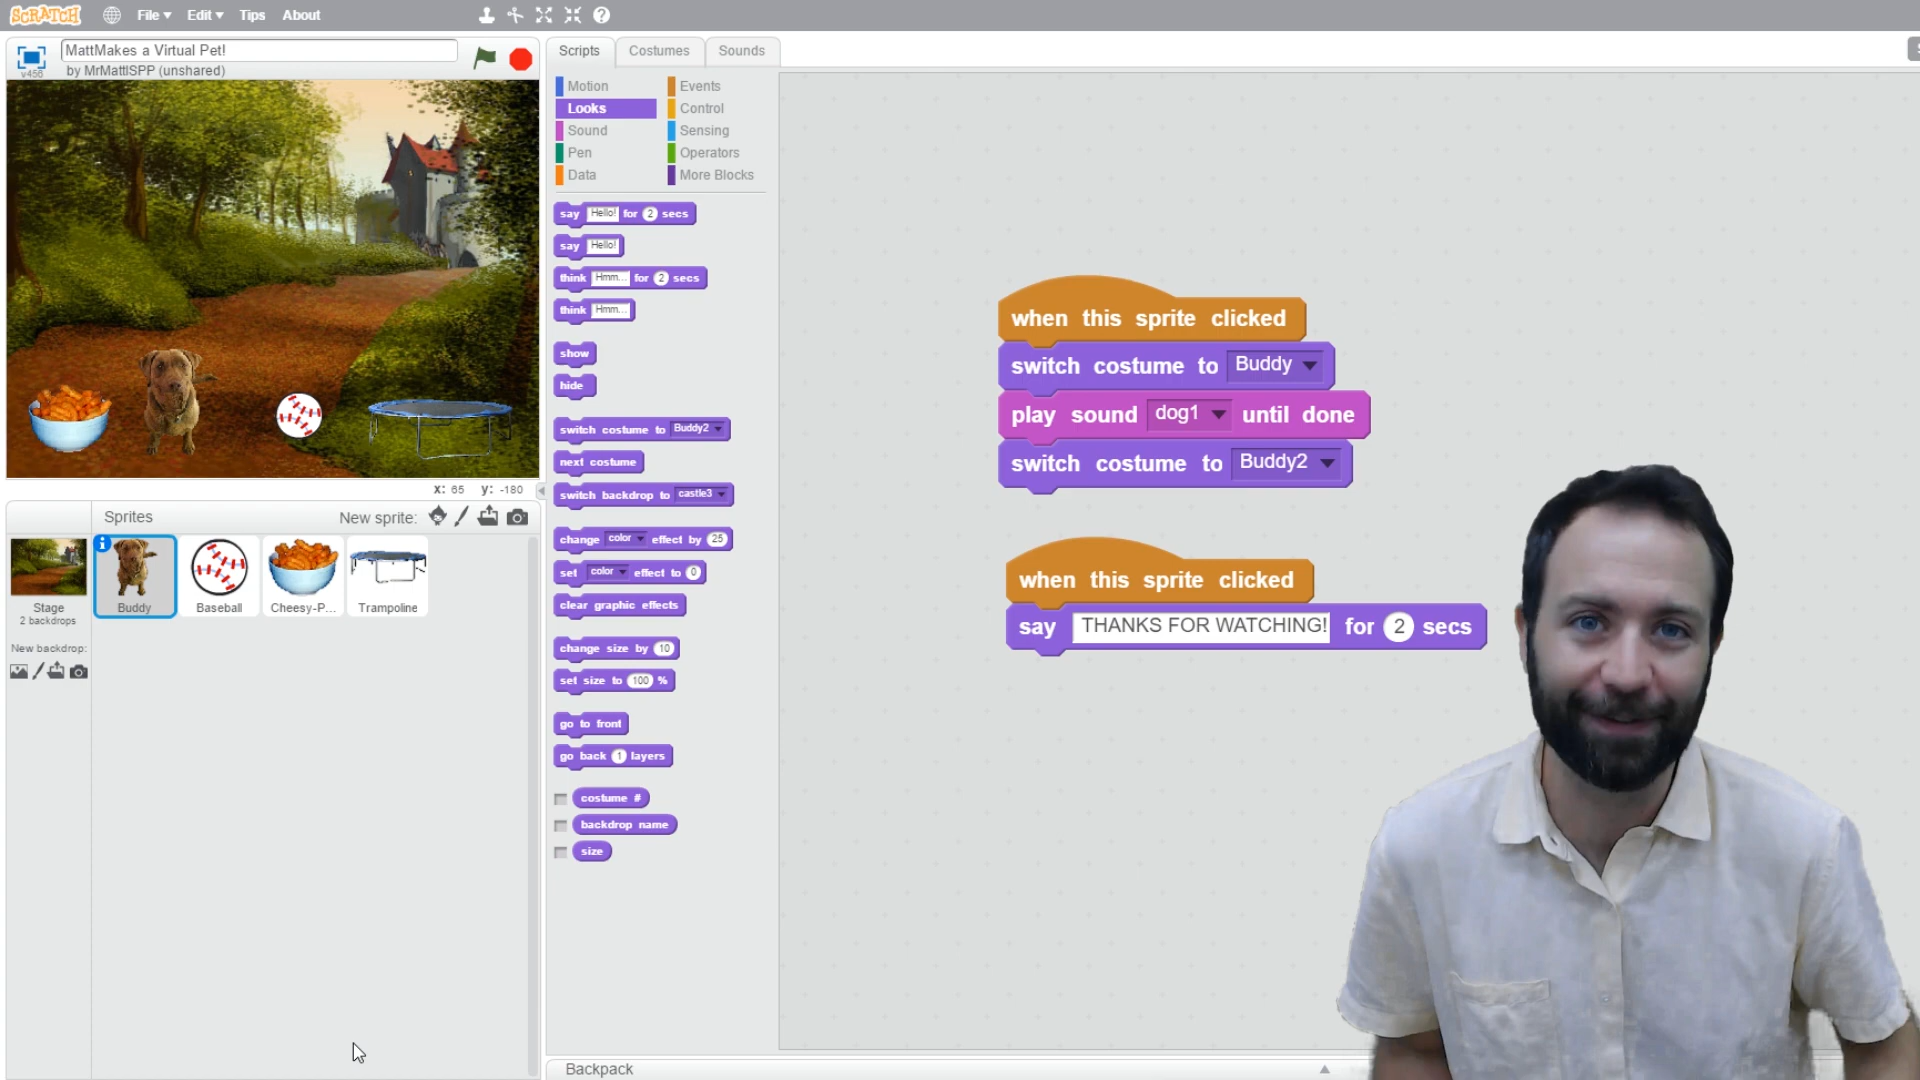 SCRATCH File Edit Tips About
MattMakes a Virtual Pet!
by MrMattISPP (unshared)
v456
x: 65 y: -180
Sprites New sprite:
Stage
2 backdrops
New backdrop:
Buddy
Baseball
Cheesy-P...
Trampoline
Scripts Costumes Sounds
Motion Events
Looks Control
Sound Sensing
Pen Operators
Data More Blocks
say Hello! for 2 secs
say Hello!
think Hmm... for 2 secs
think Hmm...
show
hide
switch costume to Buddy2
next costume
switch backdrop to castle3
change color effect by 25
set color effect to 0
clear graphic effects
change size by 10
set size to 100 %
go to front
go back 1 layers
costume #
backdrop name
size
when this sprite clicked
switch costume to Buddy
play sound dog1 until done
switch costume to Buddy2
when this sprite clicked
say THANKS FOR WATCHING! for 2 secs
Backpack